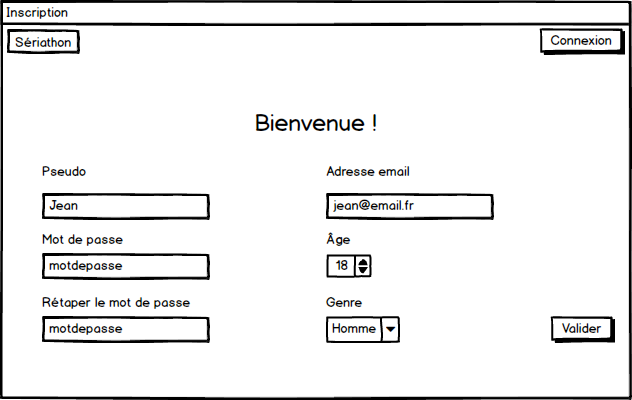 Inscription
Sériathon
Connexion
Bienvenue !
Pseudo
Adresse email
Jean
jean@email.fr
Mot de passe
Âge
motdepasse
18
Rétaper le mot de passe
Genre
motdepasse
Homme
Valider